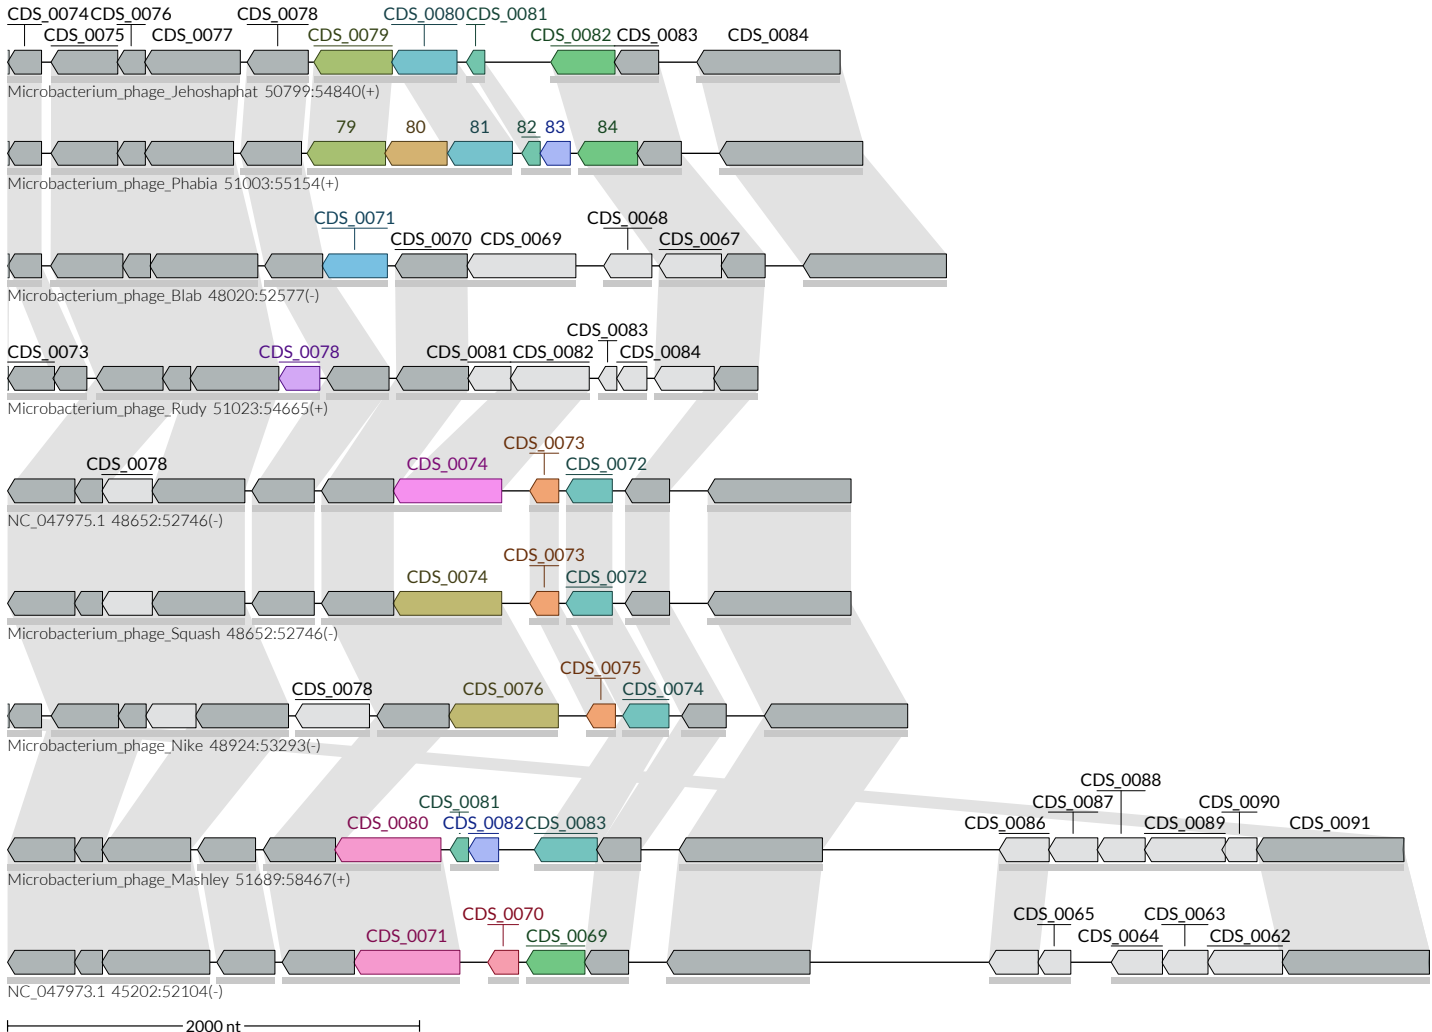 CDS_0074 CDS_0076 CDS_0078 CDS_0080 CDS_0081
CDS_0075 CDS_0077 CDS_0079 CDS_0082 CDS_0083 CDS_0084
Microbacterium_phage_Jehoshaphat 50799:54840(+)
79 80 81 82 83 84
Microbacterium_phage_Phabia 51003:55154(+)
CDS_0071 CDS_0068
CDS_0070 CDS_0069 CDS_0067
Microbacterium_phage_Blab 48020:52577(-)
CDS_0083
CDS_0073 CDS_0078 CDS_0081 CDS_0082 CDS_0084
Microbacterium_phage_Rudy 51023:54665(+)
CDS_0073
CDS_0078 CDS_0074 CDS_0072
NC_047975.1 48652:52746(-)
CDS_0073
CDS_0074 CDS_0072
Microbacterium_phage_Squash 48652:52746(-)
CDS_0075
CDS_0078 CDS_0076 CDS_0074
Microbacterium_phage_Nike 48924:53293(-)
CDS_0088
CDS_0081 CDS_0087 CDS_0090
CDS_0080 CDS_0082 CDS_0083 CDS_0086 CDS_0089 CDS_0091
Microbacterium_phage_Mashley 51689:58467(+)
CDS_0070 CDS_0065 CDS_0063
CDS_0071 CDS_0069 CDS_0064 CDS_0062
NC_047973.1 45202:52104(-)
2000 nt